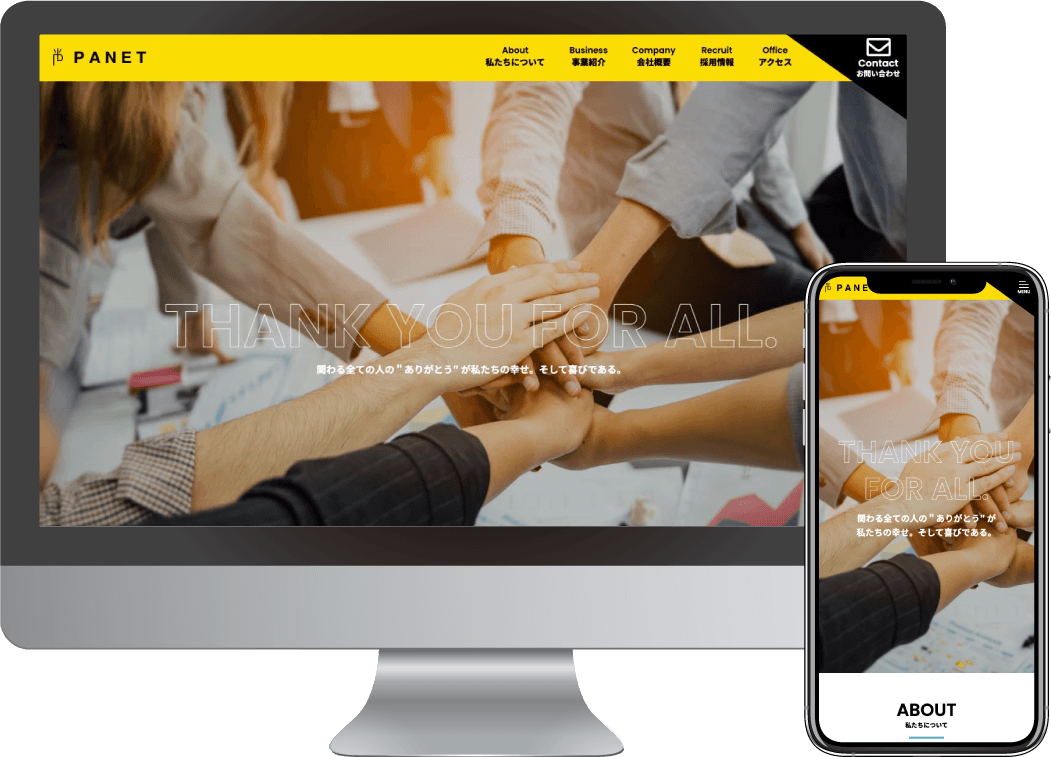 PANET
About
私たちについて
Business
事業紹介
Company
会社概要
Recruit
採用情報
Office
アクセス
Contact
お問い合わせ
THANK YOU FOR ALL.
関わる全ての人の "ありがとう" が私たちの幸せ。そして喜びである。
PANE
MENU
THANK YOU
FOR ALL.
関わる全ての人の "ありがとう" が
私たちの幸せ。そして喜びである。
ABOUT
私たちについて